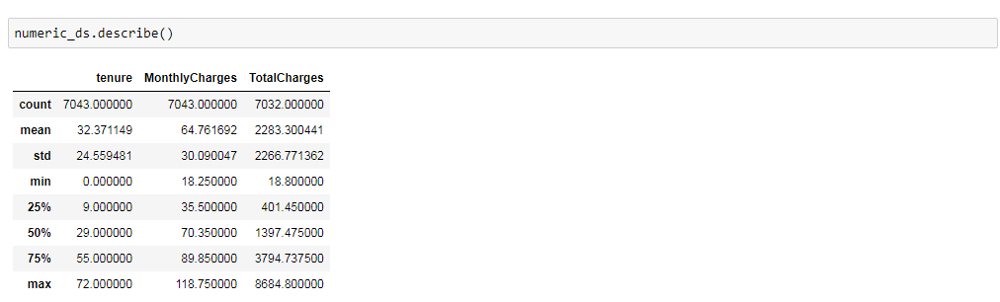 numeric_ds.describe()
tenure MonthlyCharges TotalCharges
count 7043.000000 7043.000000 7032.000000
mean 32.371149 64.761692 2283.300441
std 24.559481 30.090047 2266.771362
min 0.000000 18.250000 18.800000
25% 9.000000 35.500000 401.450000
50% 29.000000 70.350000 1397.475000
75% 55.000000 89.850000 3794.737500
max 72.000000 118.750000 8684.800000